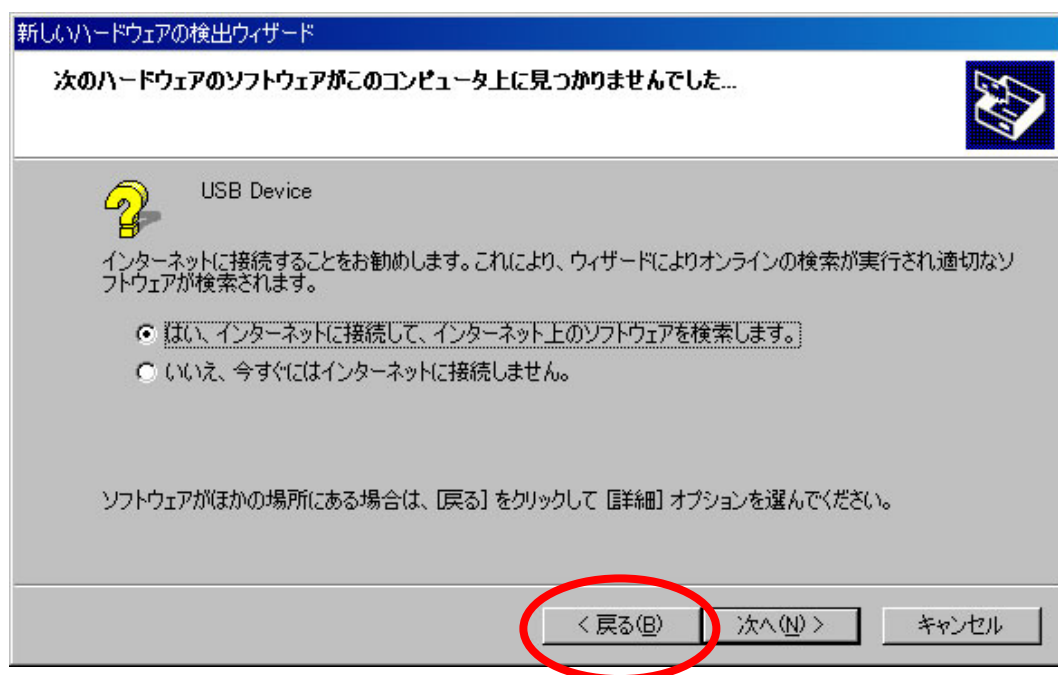 新しいハードウェアの検出ウィザード
次のハードウェアのソフトウェアがこのコンピュータ上に見つかりませんでした...
USB Device
インターネットに接続することをお勧めします。これにより、ウィザードによりオンラインの検索が実行され適切なソ
フトウェアが検索されます。
はい、インターネットに接続して、インターネット上のソフトウェアを検索します。
いいえ、今すぐにはインターネットに接続しません。
ソフトウェアがほかの場所にある場合は、[戻る] をクリックして [詳細] オプションを選んでください。
< 戻る(B) 次へ(N) > キャンセル